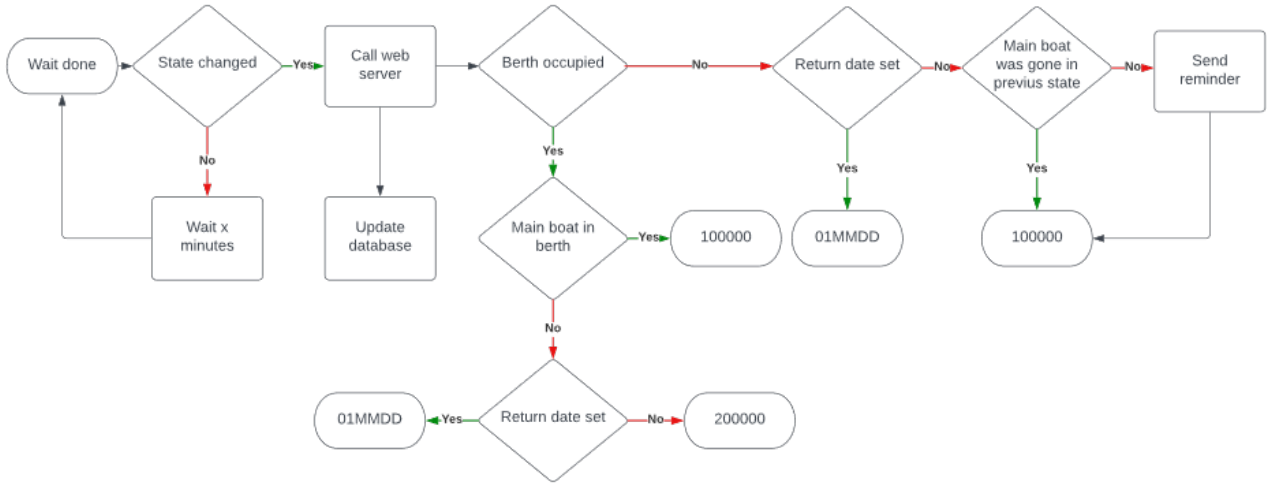 Wait done
State changed
Yes
Call web
server
Berth occupied
No
Return date set
No
Main boat
was gone in
previus state
No
Send
reminder
No
Yes
Yes
Yes
Wait x
minutes
Update
database
Main boat in
berth
Yes
100000
01MMDD
100000
No
01MMDD
Yes
Return date set
No
200000